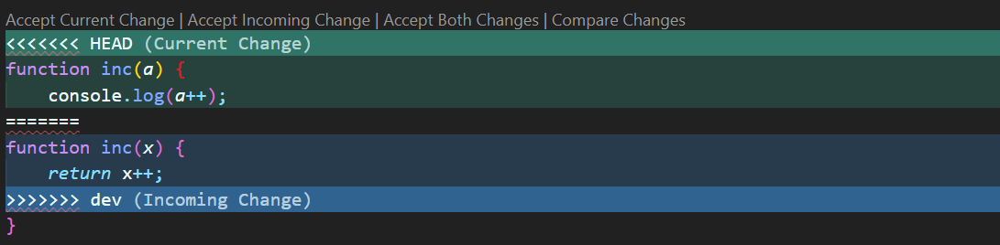 Accept Current Change | Accept Incoming Change | Accept Both Changes | Compare Changes
<<<<<<< HEAD (Current Change)
function inc(a) {
    console.log(a++);
=======
function inc(x) {
    return x++;
>>>>>>> dev (Incoming Change)
}